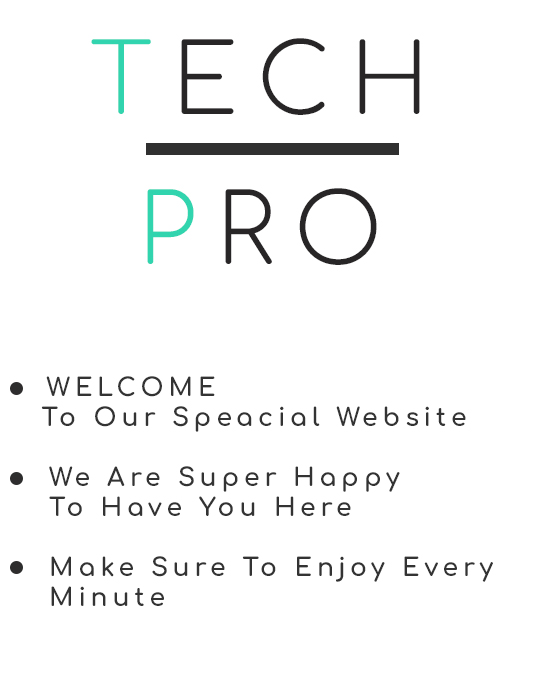 TECH
PRO
WELCOME
To Our Speacial Website
We Are Super Happy
To Have You Here
Make Sure To Enjoy Every
Minute